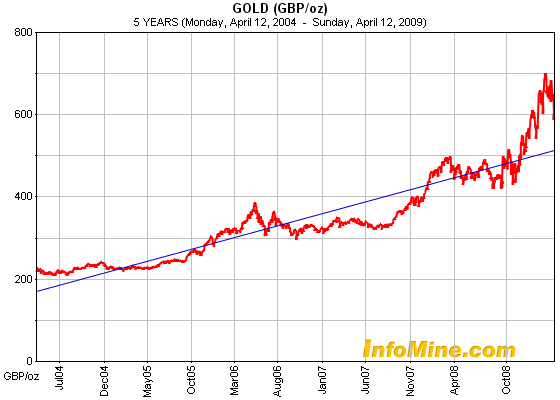 GOLD (GBP/oz)
5 YEARS (Monday, April 12, 2004 - Sunday, April 12, 2009)
800
600
400
200
0
InfoMine.com
GBP/oz
Jul04 Dec04 May05 Oct05 Mar06 Aug06 Jan07 Jun07 Nov07 Apr08 Oct08